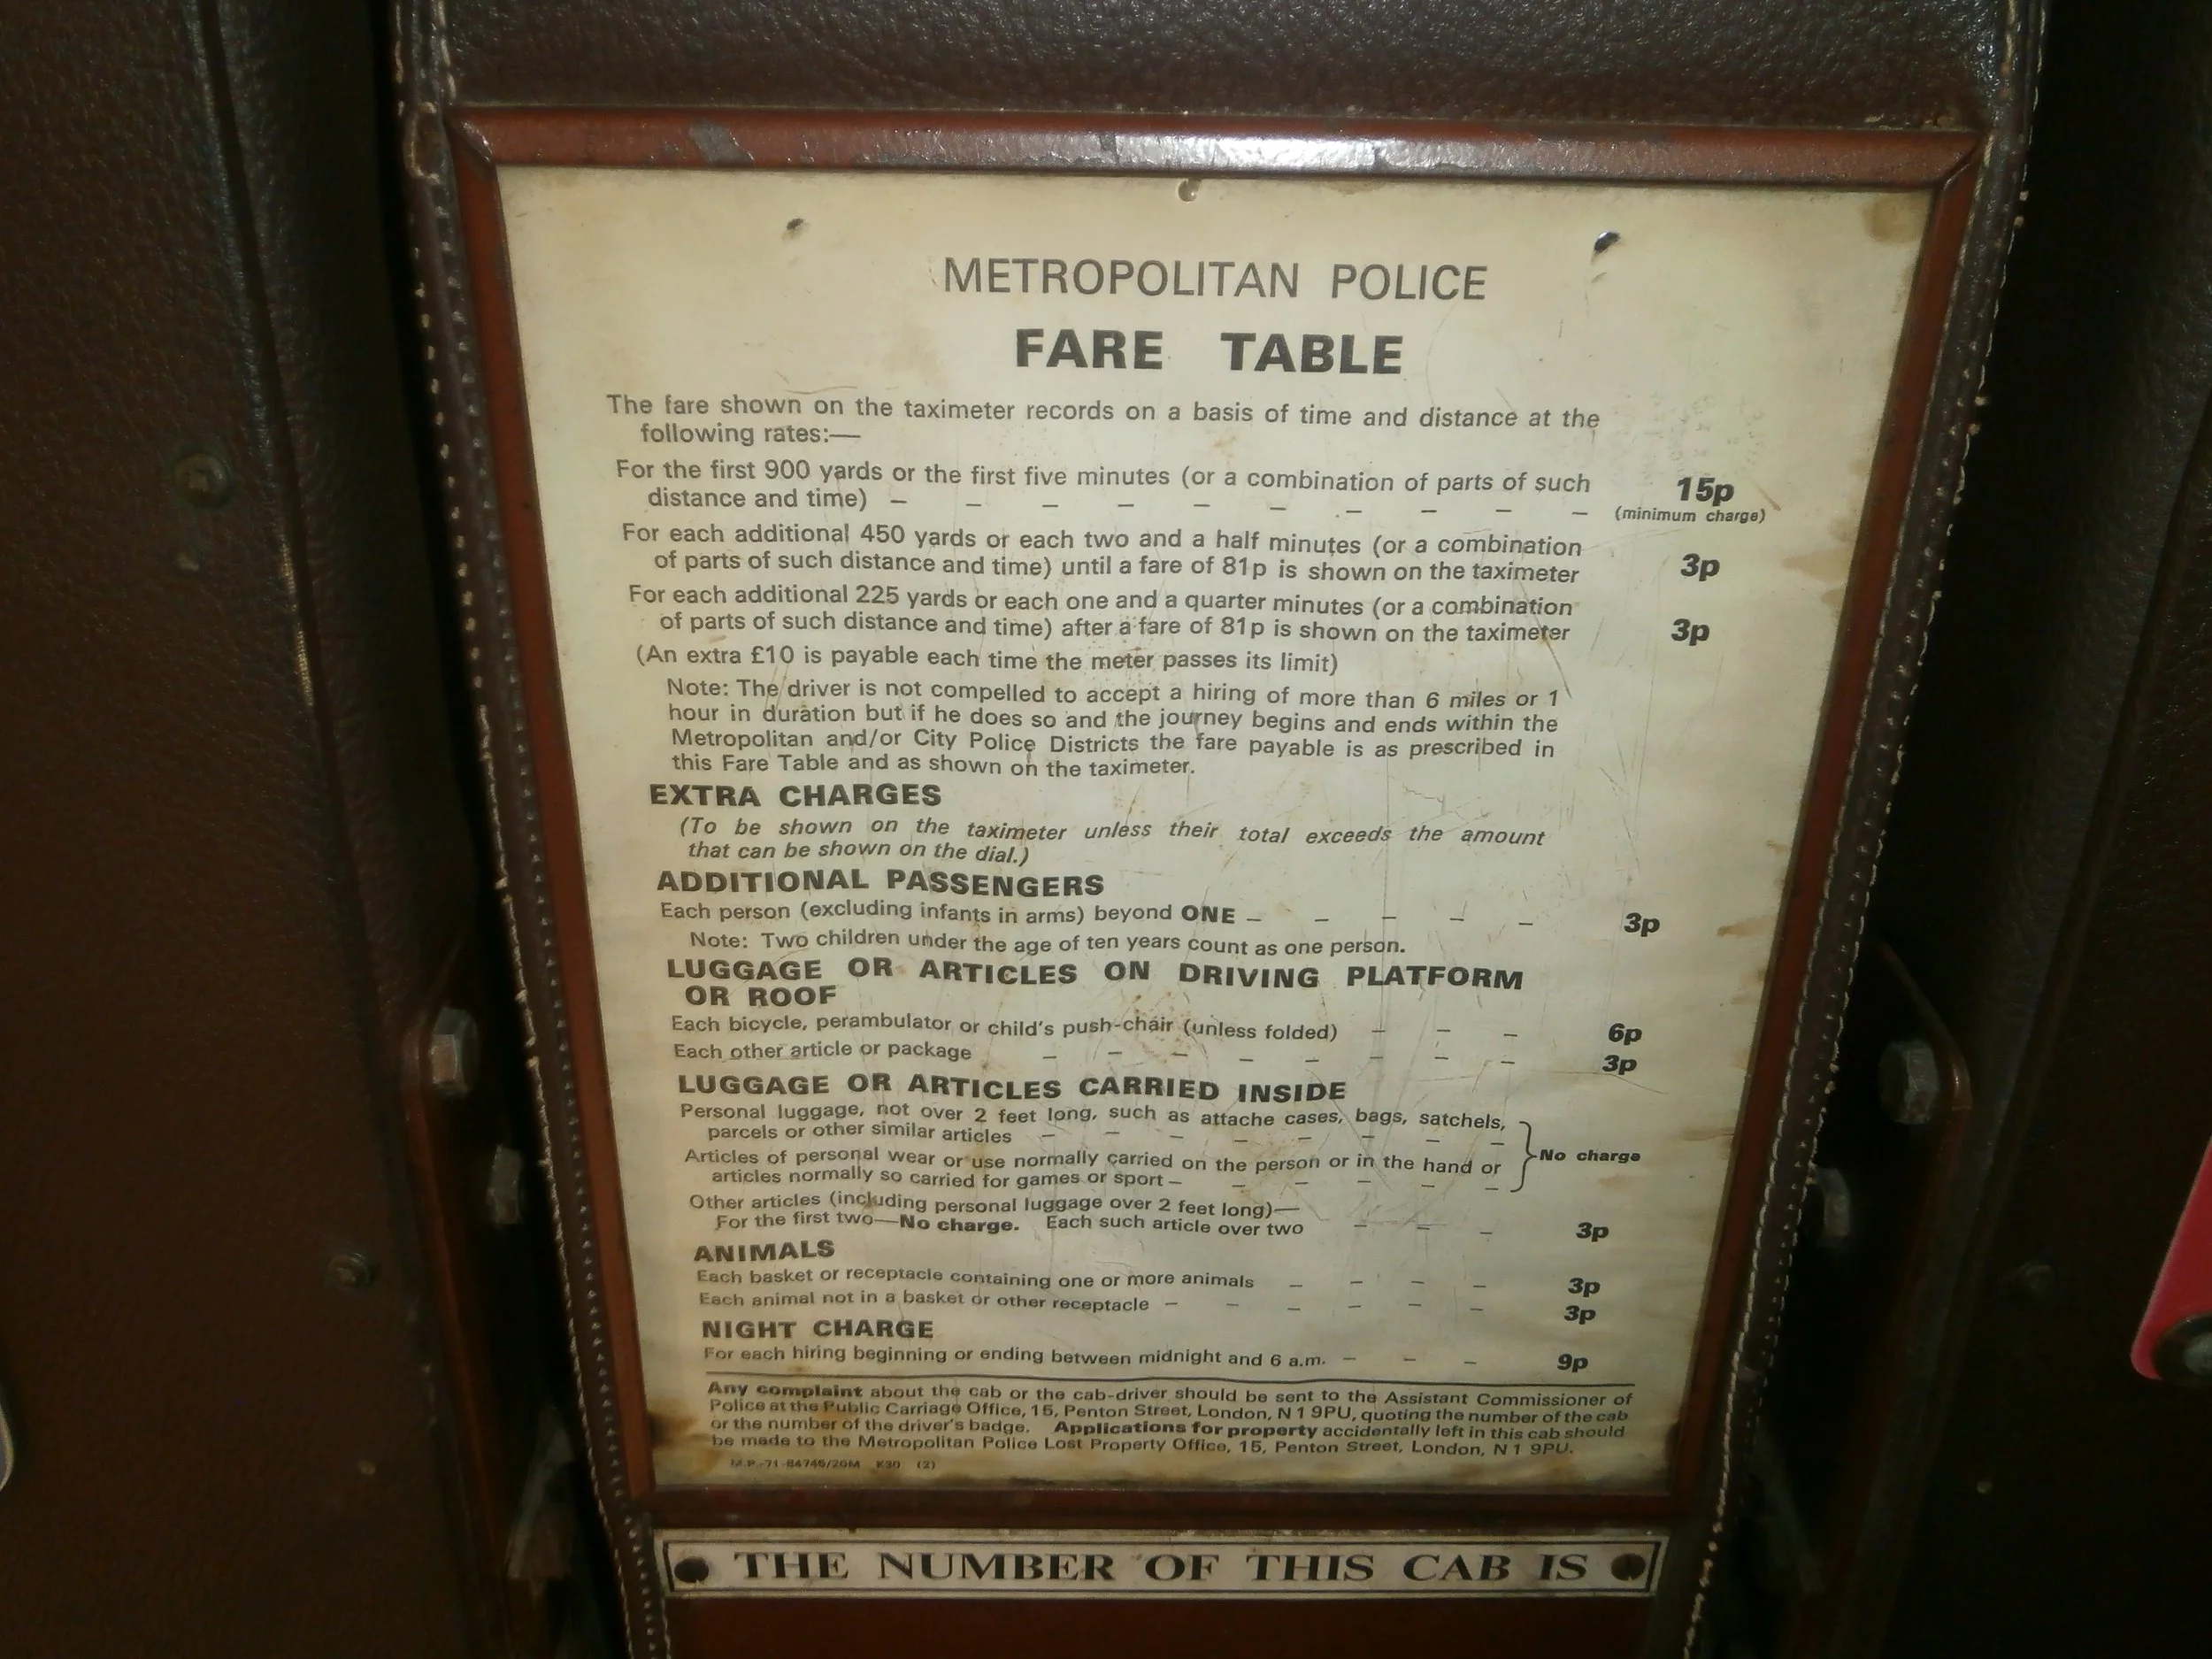 METROPOLITAN POLICE
FARE TABLE
The fare shown on the taximeter records on a basis of time and distance at the
following rates:—
For the first 900 yards or the first five minutes (or a combination of parts of such
distance and time) – – – – – – – – – – 15p
(minimum charge)
For each additional 450 yards or each two and a half minutes (or a combination
of parts of such distance and time) until a fare of 81p is shown on the taximeter 3p
For each additional 225 yards or each one and a quarter minutes (or a combination
of parts of such distance and time) after a fare of 81p is shown on the taximeter 3p
(An extra £10 is payable each time the meter passes its limit)
Note: The driver is not compelled to accept a hiring of more than 6 miles or 1
hour in duration but if he does so and the journey begins and ends within the
Metropolitan and/or City Police Districts the fare payable is as prescribed in
this Fare Table and as shown on the taximeter.
EXTRA CHARGES
(To be shown on the taximeter unless their total exceeds the amount
that can be shown on the dial.)
ADDITIONAL PASSENGERS
Each person (excluding infants in arms) beyond ONE – – – – – 3p
Note: Two children under the age of ten years count as one person.
LUGGAGE OR ARTICLES ON DRIVING PLATFORM
OR ROOF
Each bicycle, perambulator or child's push-chair (unless folded) – – – 6p
Each other article or package – – – – – – – – 3p
LUGGAGE OR ARTICLES CARRIED INSIDE
Personal luggage, not over 2 feet long, such as attache cases, bags, satchels,
parcels or other similar articles – – – – – – – –
No charge
Articles of personal wear or use normally carried on the person or in the hand or
articles normally so carried for games or sport – – – – – –
Other articles (including personal luggage over 2 feet long)—
For the first two—No charge. Each such article over two – – – 3p
ANIMALS
Each basket or receptacle containing one or more animals – – – – 3p
Each animal not in a basket or other receptacle – – – – – – 3p
NIGHT CHARGE
For each hiring beginning or ending between midnight and 6 a.m. – – – 9p
Any complaint about the cab or the cab-driver should be sent to the Assistant Commissioner of
Police at the Public Carriage Office, 15, Penton Street, London, N1 9PU, quoting the number of the cab
or the number of the driver's badge. Applications for property accidentally left in this cab should
be made to the Metropolitan Police Lost Property Office, 15, Penton Street, London, N1 9PU.
M.P.-71-84746/20M K30 (2)
THE NUMBER OF THIS CAB IS